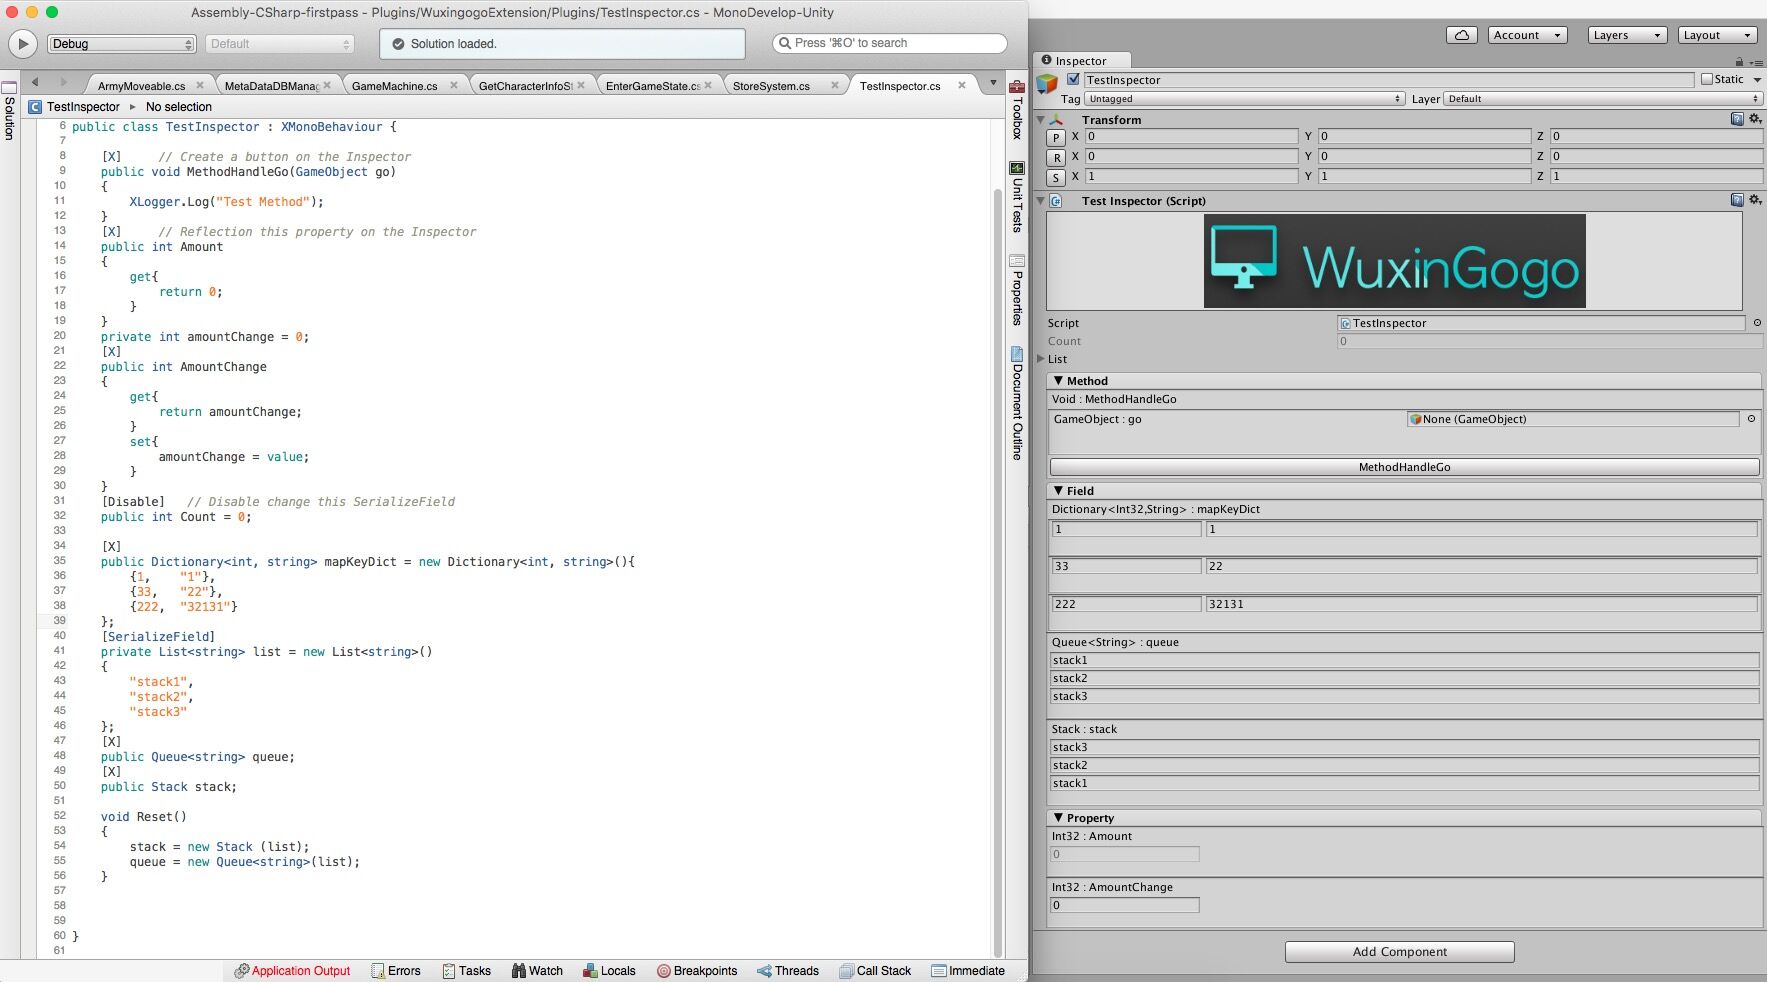 Assembly-CSharp-firstpass - Plugins/WuxingogoExtension/Plugins/TestInspector.cs - MonoDevelop-Unity
Debug
Default
Solution loaded.
Press '⌘O' to search
ArmyMoveable.cs
MetaDataDBManag
GameMachine.cs
GetCharacterInfoSt
EnterGameState.cs
StoreSystem.cs
TestInspector.cs
Solution
TestInspector ▸ No selection
6 public class TestInspector : XMonoBehaviour {
7
8 [X] // Create a button on the Inspector
9 public void MethodHandleGo(GameObject go)
10 {
11 XLogger.Log("Test Method");
12 }
13 [X] // Reflection this property on the Inspector
14 public int Amount
15 {
16 get{
17 return 0;
18 }
19 }
20 private int amountChange = 0;
21 [X]
22 public int AmountChange
23 {
24 get{
25 return amountChange;
26 }
27 set{
28 amountChange = value;
29 }
30 }
31 [Disable] // Disable change this SerializeField
32 public int Count = 0;
33
34 [X]
35 public Dictionary<int, string> mapKeyDict = new Dictionary<int, string>(){
36 {1, "1"},
37 {33, "22"},
38 {222, "32131"}
39 };
40 [SerializeField]
41 private List<string> list = new List<string>()
42 {
43 "stack1",
44 "stack2",
45 "stack3"
46 };
47 [X]
48 public Queue<string> queue;
49 [X]
50 public Stack stack;
51
52 void Reset()
53 {
54 stack = new Stack (list);
55 queue = new Queue<string>(list);
56 }
57
58
59
60 }
61
Toolbox
Unit Tests
Properties
Document Outline
Application Output
Errors
Tasks
Watch
Locals
Breakpoints
Threads
Call Stack
Immediate
Account
Layers
Layout
Inspector
TestInspector
Static
Tag Untagged
Layer Default
Transform
P X 0 Y 0 Z 0
R X 0 Y 0 Z 0
S X 1 Y 1 Z 1
Test Inspector (Script)
WuxinGogo
Script TestInspector
Count 0
List
▼ Method
Void : MethodHandleGo
GameObject : go None (GameObject)
MethodHandleGo
▼ Field
Dictionary<Int32,String> : mapKeyDict
1 1
33 22
222 32131
Queue<String> : queue
stack1
stack2
stack3
Stack : stack
stack3
stack2
stack1
▼ Property
Int32 : Amount
0
Int32 : AmountChange
0
Add Component